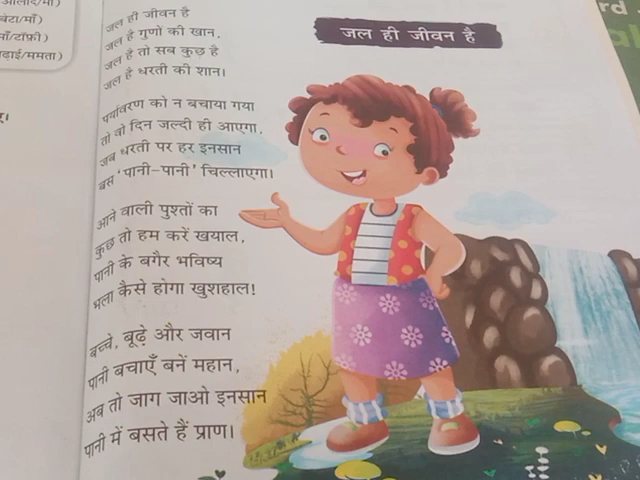 बेटा/माँ)
माँ/टॉफ़ी)
जल ही जीवन है
जल ही जीवन है
जल है गुणों की खान,
जल है तो सब कुछ है
जल है धरती की शान।
पर्यावरण को न बचाया गया
तो वो दिन जल्दी ही आएगा,
जब धरती पर हर इनसान
बस 'पानी-पानी' चिल्लाएगा।
आने वाली पुश्तों का
कुछ तो हम करें खयाल,
पानी के बगैर भविष्य
भला कैसे होगा खुशहाल!
बच्चे, बूढ़े और जवान
पानी बचाएँ बनें महान,
अब तो जाग जाओ इनसान
पानी में बसते हैं प्राण।